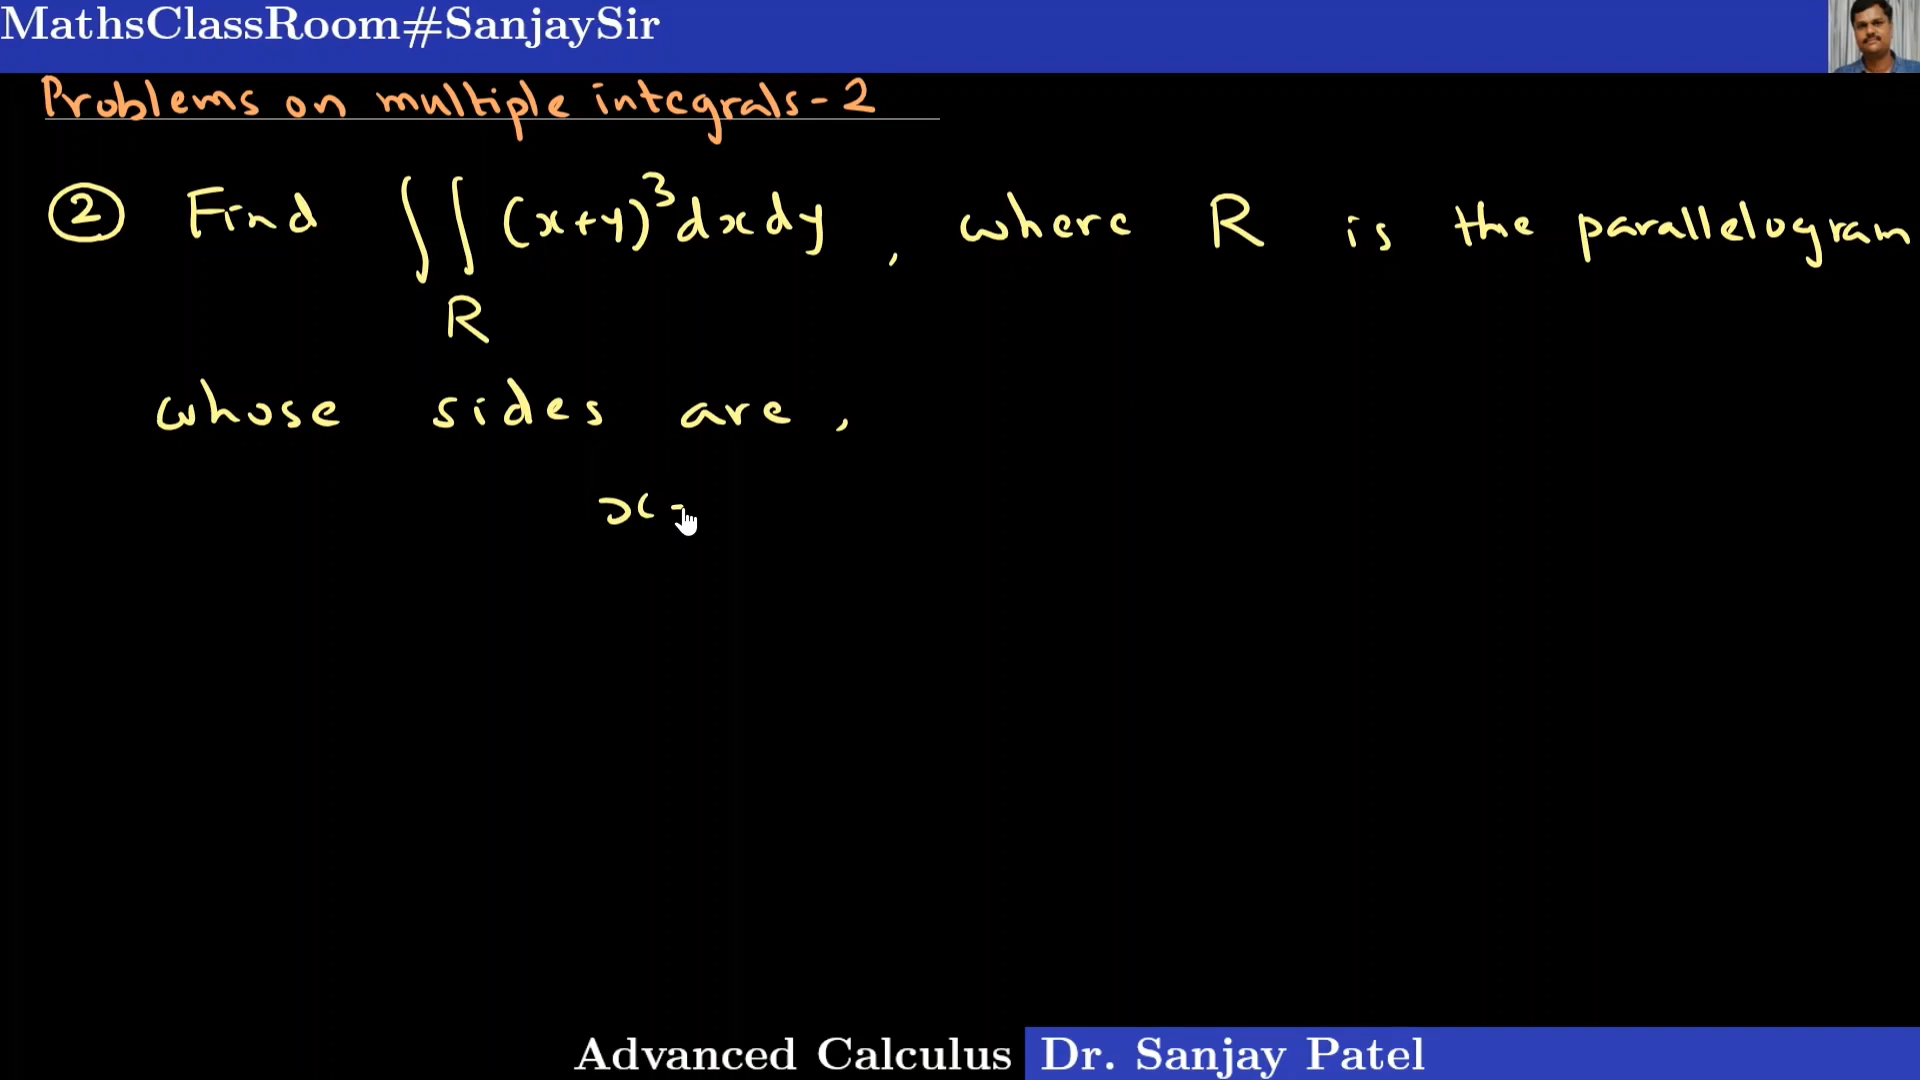 MathsClassRoom#SanjaySir
Problems on multiple integrals-2
② Find ∫∫ (x+y)³dxdy, where R is the parallelogram
R
whose sides are,
x -
Advanced Calculus Dr. Sanjay Patel